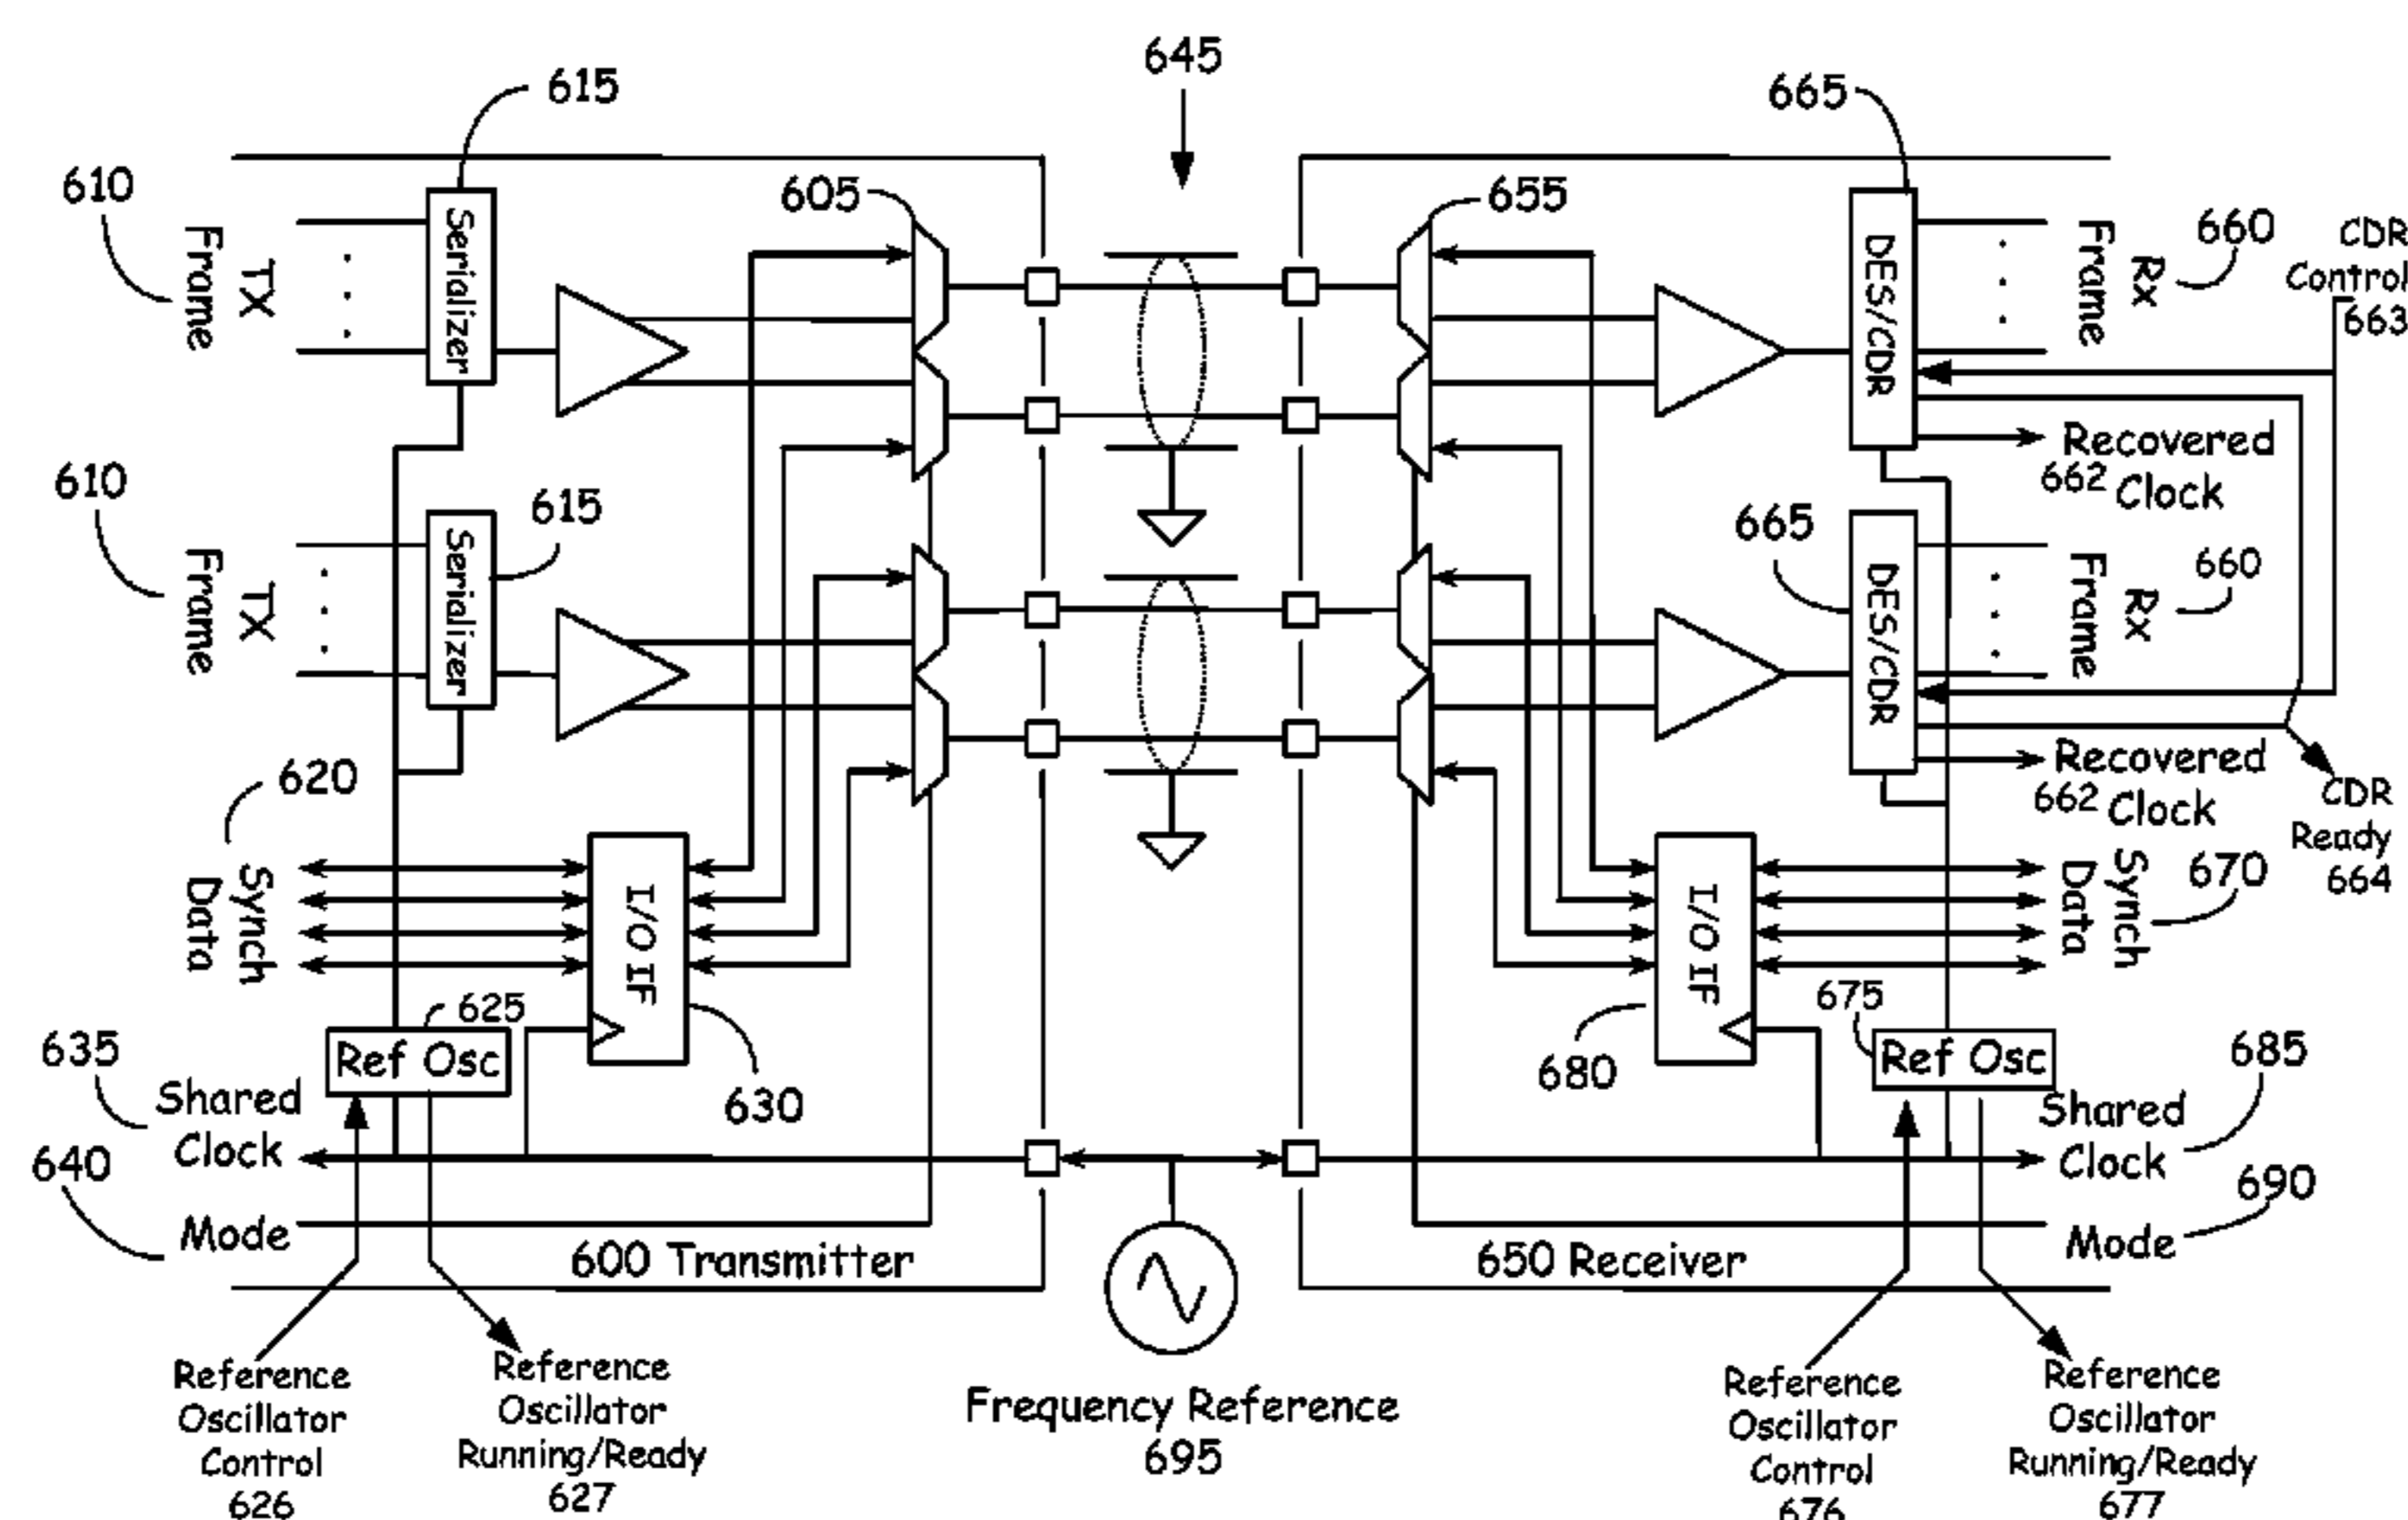 645
615
665
610
605
655
660
CDR
Control
663
TX
Frame
Serializer
DES/CDR
Rx
Frame
Recovered
662 Clock
610
615
665
660
TX
Frame
Serializer
DES/CDR
Rx
Frame
Recovered
662 Clock
CDR
Ready
664
620
Synch
Data
I/O IF
630
I/O IF
680
Synch
Data
670
625
Ref Osc
675
Ref Osc
635
Shared
Clock
685
Shared
Clock
640
Mode
690
Mode
600 Transmitter
650 Receiver
Reference
Oscillator
Control
626
Reference
Oscillator
Running/Ready
627
Frequency Reference
695
Reference
Oscillator
Control
676
Reference
Oscillator
Running/Ready
677